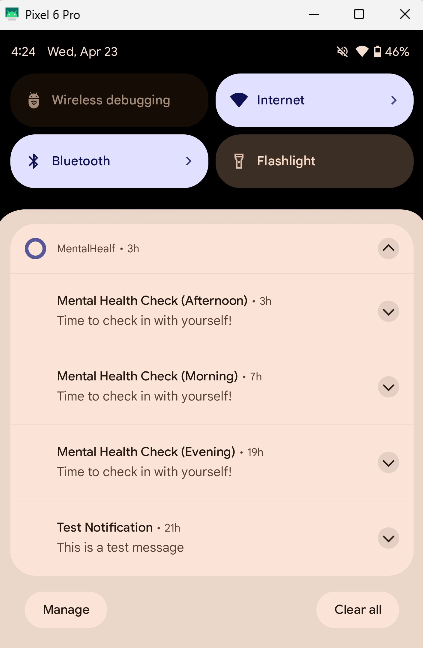 Pixel 6 Pro
4:24 Wed, Apr 23 46%
Wireless debugging Internet
Bluetooth Flashlight
MentalHealf • 3h
Mental Health Check (Afternoon) • 3h
Time to check in with yourself!
Mental Health Check (Morning) • 7h
Time to check in with yourself!
Mental Health Check (Evening) • 19h
Time to check in with yourself!
Test Notification • 21h
This is a test message
Manage Clear all